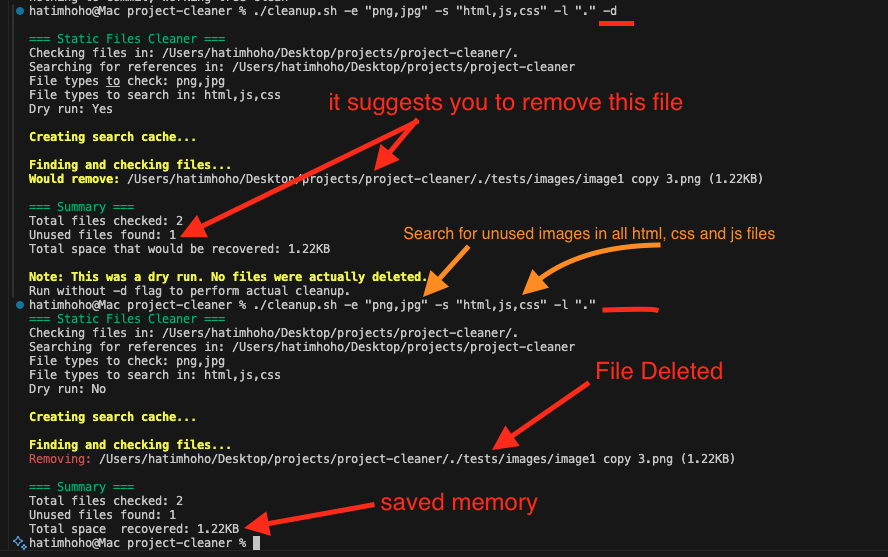 hatimhoho@Mac project-cleaner % ./cleanup.sh -e "png,jpg" -s "html,js,css" -l "." -d
=== Static Files Cleaner ===
Checking files in: /Users/hatimhoho/Desktop/projects/project-cleaner/.
Searching for references in: /Users/hatimhoho/Desktop/projects/project-cleaner
File types to check: png,jpg
File types to search in: html,js,css
Dry run: Yes
it suggests you to remove this file
Creating search cache...
Finding and checking files...
Would remove: /Users/hatimhoho/Desktop/projects/project-cleaner/./tests/images/image1 copy 3.png (1.22KB)
=== Summary ===
Total files checked: 2
Unused files found: 1
Search for unused images in all html, css and js files
Total space that would be recovered: 1.22KB
Note: This was a dry run. No files were actually deleted.
Run without -d flag to perform actual cleanup.
hatimhoho@Mac project-cleaner % ./cleanup.sh -e "png,jpg" -s "html,js,css" -l "."
=== Static Files Cleaner ===
Checking files in: /Users/hatimhoho/Desktop/projects/project-cleaner/.
Searching for references in: /Users/hatimhoho/Desktop/projects/project-cleaner
File types to check: png,jpg
File types to search in: html,js,css
File Deleted
Dry run: No
Creating search cache...
Finding and checking files...
Removing: /Users/hatimhoho/Desktop/projects/project-cleaner/./tests/images/image1 copy 3.png (1.22KB)
=== Summary ===
Total files checked: 2
saved memory
Unused files found: 1
Total space  recovered: 1.22KB
hatimhoho@Mac project-cleaner %